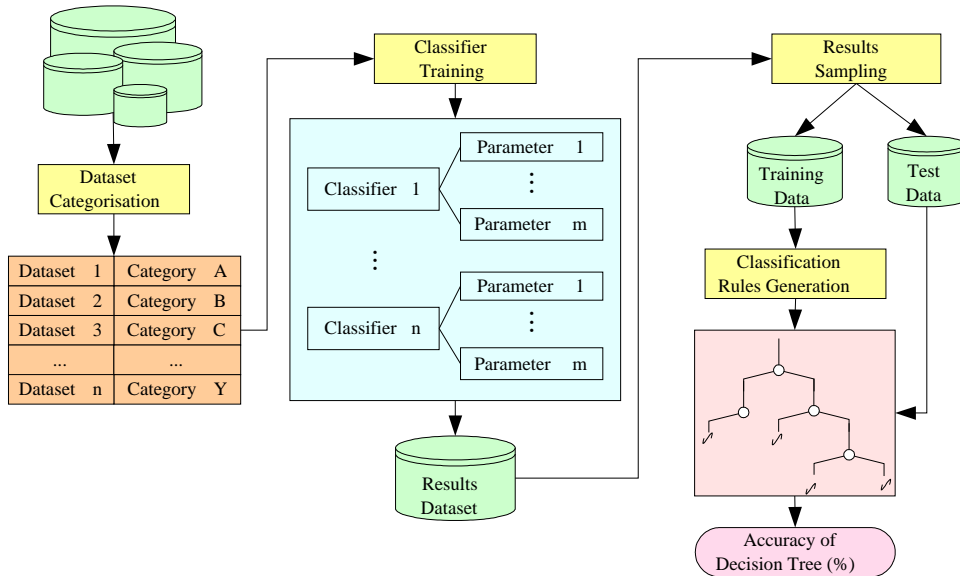 Dataset
Categorisation
Dataset 1 Category A
Dataset 2 Category B
Dataset 3 Category C
... ...
Dataset n Category Y
Classifier
Training
Parameter 1
Classifier 1
Parameter m
Parameter 1
Classifier n
Parameter m
Results
Dataset
Results
Sampling
Training
Data
Test
Data
Classification
Rules Generation
Accuracy of
Decision Tree (%)